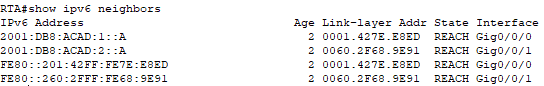 RTA#show ipv6 neighbors
IPv6 Address Age Link-layer Addr State Interface
2001:DB8:ACAD:1::A 2 0001.427E.E8ED REACH Gig0/0/0
2001:DB8:ACAD:2::A 2 0060.2F68.9E91 REACH Gig0/0/1
FE80::201:42FF:FE7E:E8ED 2 0001.427E.E8ED REACH Gig0/0/0
FE80::260:2FFF:FE68:9E91 2 0060.2F68.9E91 REACH Gig0/0/1